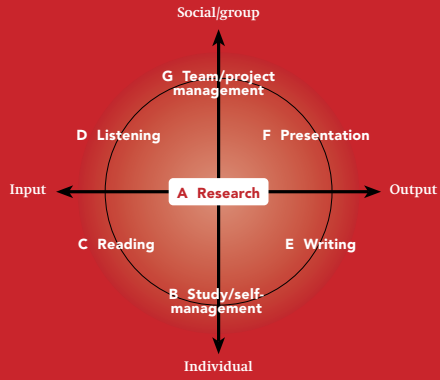 Social/group
G Team/project
management
D Listening
F Presentation
Input
A Research
Output
C Reading
E Writing
B Study/self-
management
Individual